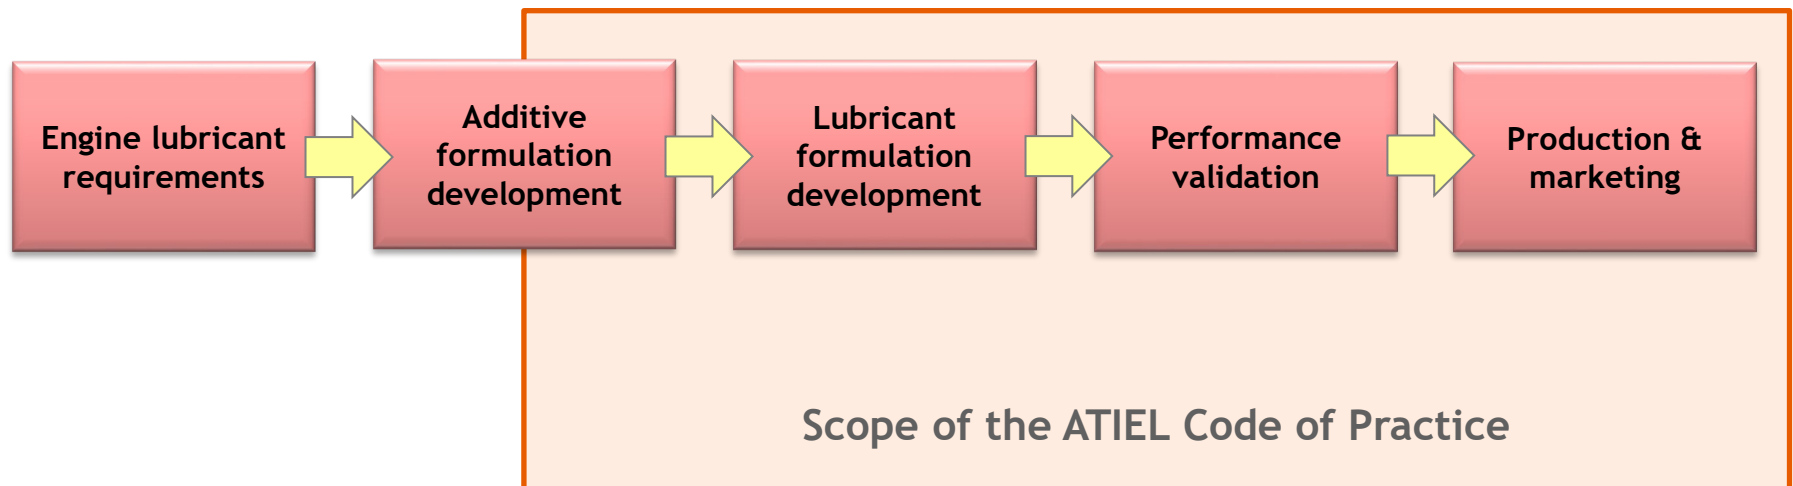 Engine lubricant
requirements
Additive
formulation
development
Lubricant
formulation
development
Performance
validation
Production &
marketing
Scope of the ATIEL Code of Practice